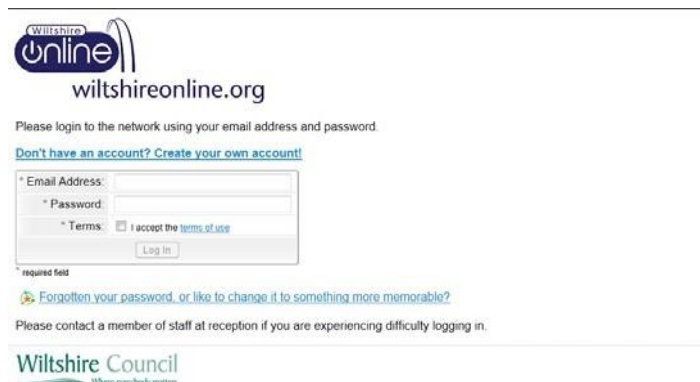 Wiltshire
online
wiltshireonline.org
Please login to the network using your email address and password.
Don't have an account? Create your own account!
* Email Address:
* Password:
* Terms: I accept the terms of use
Log In
* required field
Forgotten your password, or like to change it to something more memorable?
Please contact a member of staff at reception if you are experiencing difficulty logging in.
Wiltshire Council
Where everybody matters